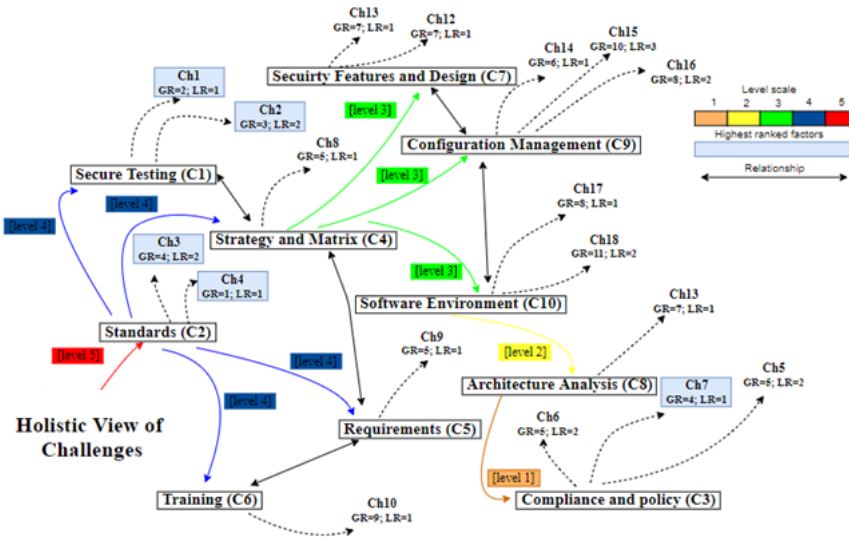 Ch13
GR=7; LR=1
Ch12
GR=7; LR=1
Ch15
GR=10; LR=3
Ch14
GR=6; LR=1
Ch16
GR=8; LR=2
Secuirty Features and Design (C7)
Ch1
GR=2; LR=1
Ch2
GR=3; LR=2
Level scale
1 2 3 4 5
Highest ranked factors
Relationship
[level 3]
Configuration Management (C9)
Ch8
GR=5; LR=1
Secure Testing (C1)
[level 3]
Ch17
GR=8; LR=1
[level 4]
[level 4]
Strategy and Matrix (C4)
Ch3
GR=4; LR=2
Ch4
GR=1; LR=1
[level 3]
Ch18
GR=11; LR=2
Software Environment (C10)
Ch13
GR=7; LR=1
Standards (C2)
[level 5]
[level 4]
Ch9
GR=5; LR=1
[level 2]
Architecture Analysis (C8)
Ch5
GR=5; LR=2
Ch7
GR=4; LR=1
[level 4]
Holistic View of
Challenges
Ch6
GR=5; LR=2
Requirements (C5)
[level 1]
Training (C6)
Compliance and policy (C3)
Ch10
GR=9; LR=1